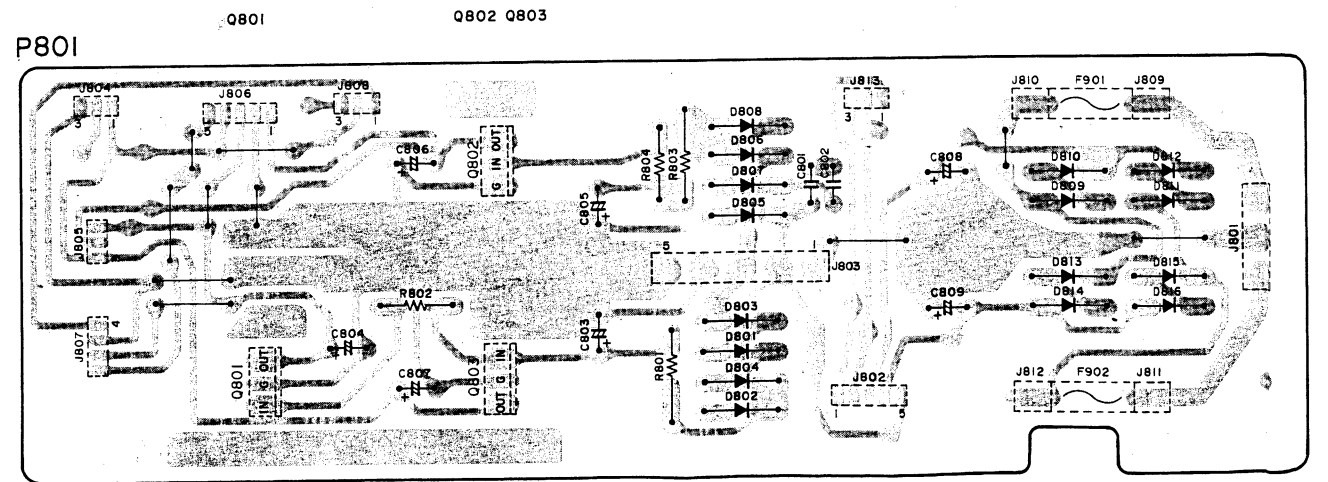 Q801 Q802 Q803
P801
J804 J806 J808 J813 J810 F901 J809
3 1 5 1 3 1 3 1
D808
D806
D807
D805
C806 Q802 G IN OUT
R804 R803
C801 C802
C805 +
C808 +
D810 D812
D809 D811
J801
J805
5 1 J803
R802
D813 D815
D814 D816
C809 +
J807 4
C804 +
C803 +
Q801 IN G OUT
Q803 OUT G IN
R801
D803
D801
D804
D802
J802
1 5
J812 F902 J811